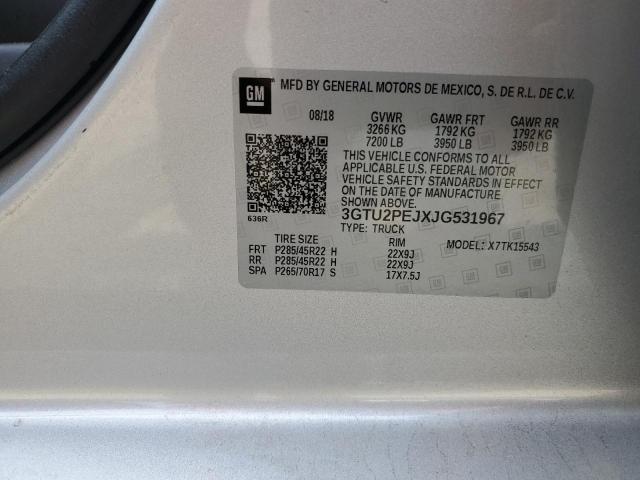 GM
MFD BY GENERAL MOTORS DE MEXICO, S. DE R.L. DE C.V.
08/18 GVWR GAWR FRT GAWR RR
3266 KG 1792 KG 1792 KG
7200 LB 3950 LB 3950 LB
THIS VEHICLE CONFORMS TO ALL
APPLICABLE U.S. FEDERAL MOTOR
VEHICLE SAFETY STANDARDS IN EFFECT
ON THE DATE OF MANUFACTURE
SHOWN ABOVE.
636R
3GTU2PEJXJG531967
TYPE: TRUCK
TIRE SIZE RIM MODEL: X7TK15543
FRT P285/45R22 H 22X9J
RR P285/45R22 H 22X9J
SPA P265/70R17 S 17X7.5J